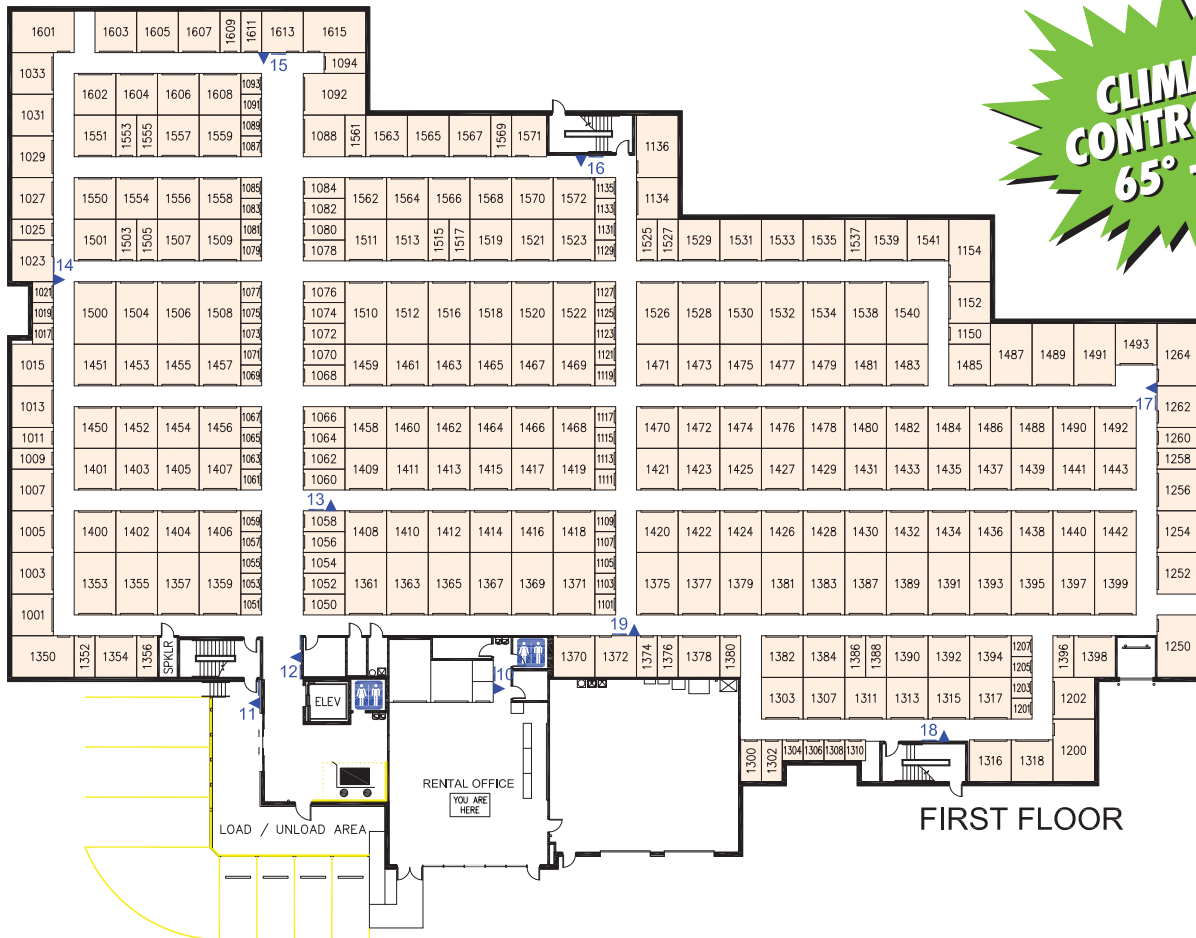 1601 1603 1605 1607 1609 1611 1613 1615
CLIMA
CONTR
65°
1033 15 1094
1602 1604 1606 1608 1093 1091 1092
1031 1551 1553 1555 1557 1559 1089 1087 1088 1561 1563 1565 1567 1569 1571
1029 16 1136
1027 1550 1554 1556 1558 1085 1083 1084 1082 1562 1564 1566 1568 1570 1572 1135 1133 1134
1025 1501 1503 1505 1507 1509 1081 1079 1080 1078 1511 1513 1515 1517 1519 1521 1523 1131 1129 1525 1527 1529 1531 1533 1535 1537 1539 1541 1154
1023 14
1021 1019 1017 1500 1504 1506 1508 1077 1075 1073 1076 1074 1072 1510 1512 1516 1518 1520 1522 1127 1125 1123 1526 1528 1530 1532 1534 1538 1540 1152 1150
1015 1451 1453 1455 1457 1071 1069 1070 1068 1459 1461 1463 1465 1467 1469 1121 1119 1471 1473 1475 1477 1479 1481 1483 1485 1487 1489 1491 1493 1264
17
1013 1011 1450 1452 1454 1456 1067 1065 1066 1064 1458 1460 1462 1464 1466 1468 1117 1115 1470 1472 1474 1476 1478 1480 1482 1484 1486 1488 1490 1492 1262 1260
1009 1007 1401 1403 1405 1407 1063 1061 1062 1060 1409 1411 1413 1415 1417 1419 1113 1111 1421 1423 1425 1427 1429 1431 1433 1435 1437 1439 1441 1443 1258 1256
13
1005 1400 1402 1404 1406 1059 1057 1058 1056 1408 1410 1412 1414 1416 1418 1109 1107 1420 1422 1424 1426 1428 1430 1432 1434 1436 1438 1440 1442 1254
1003 1353 1355 1357 1359 1055 1053 1051 1054 1052 1050 1361 1363 1365 1367 1369 1371 1105 1103 1101 1375 1377 1379 1381 1383 1387 1389 1391 1393 1395 1397 1399 1252
1001 19
1350 1352 1354 1356 SPKLR 12 10 1370 1372 1374 1376 1378 1380 1382 1384 1386 1388 1390 1392 1394 1207 1205 1396 1398 1250
11 ELEV 1303 1307 1311 1313 1315 1317 1203 1201 1202
18
1300 1302 1304 1306 1308 1310 1316 1318 1200
RENTAL OFFICE
YOU ARE
HERE
LOAD / UNLOAD AREA
FIRST FLOOR